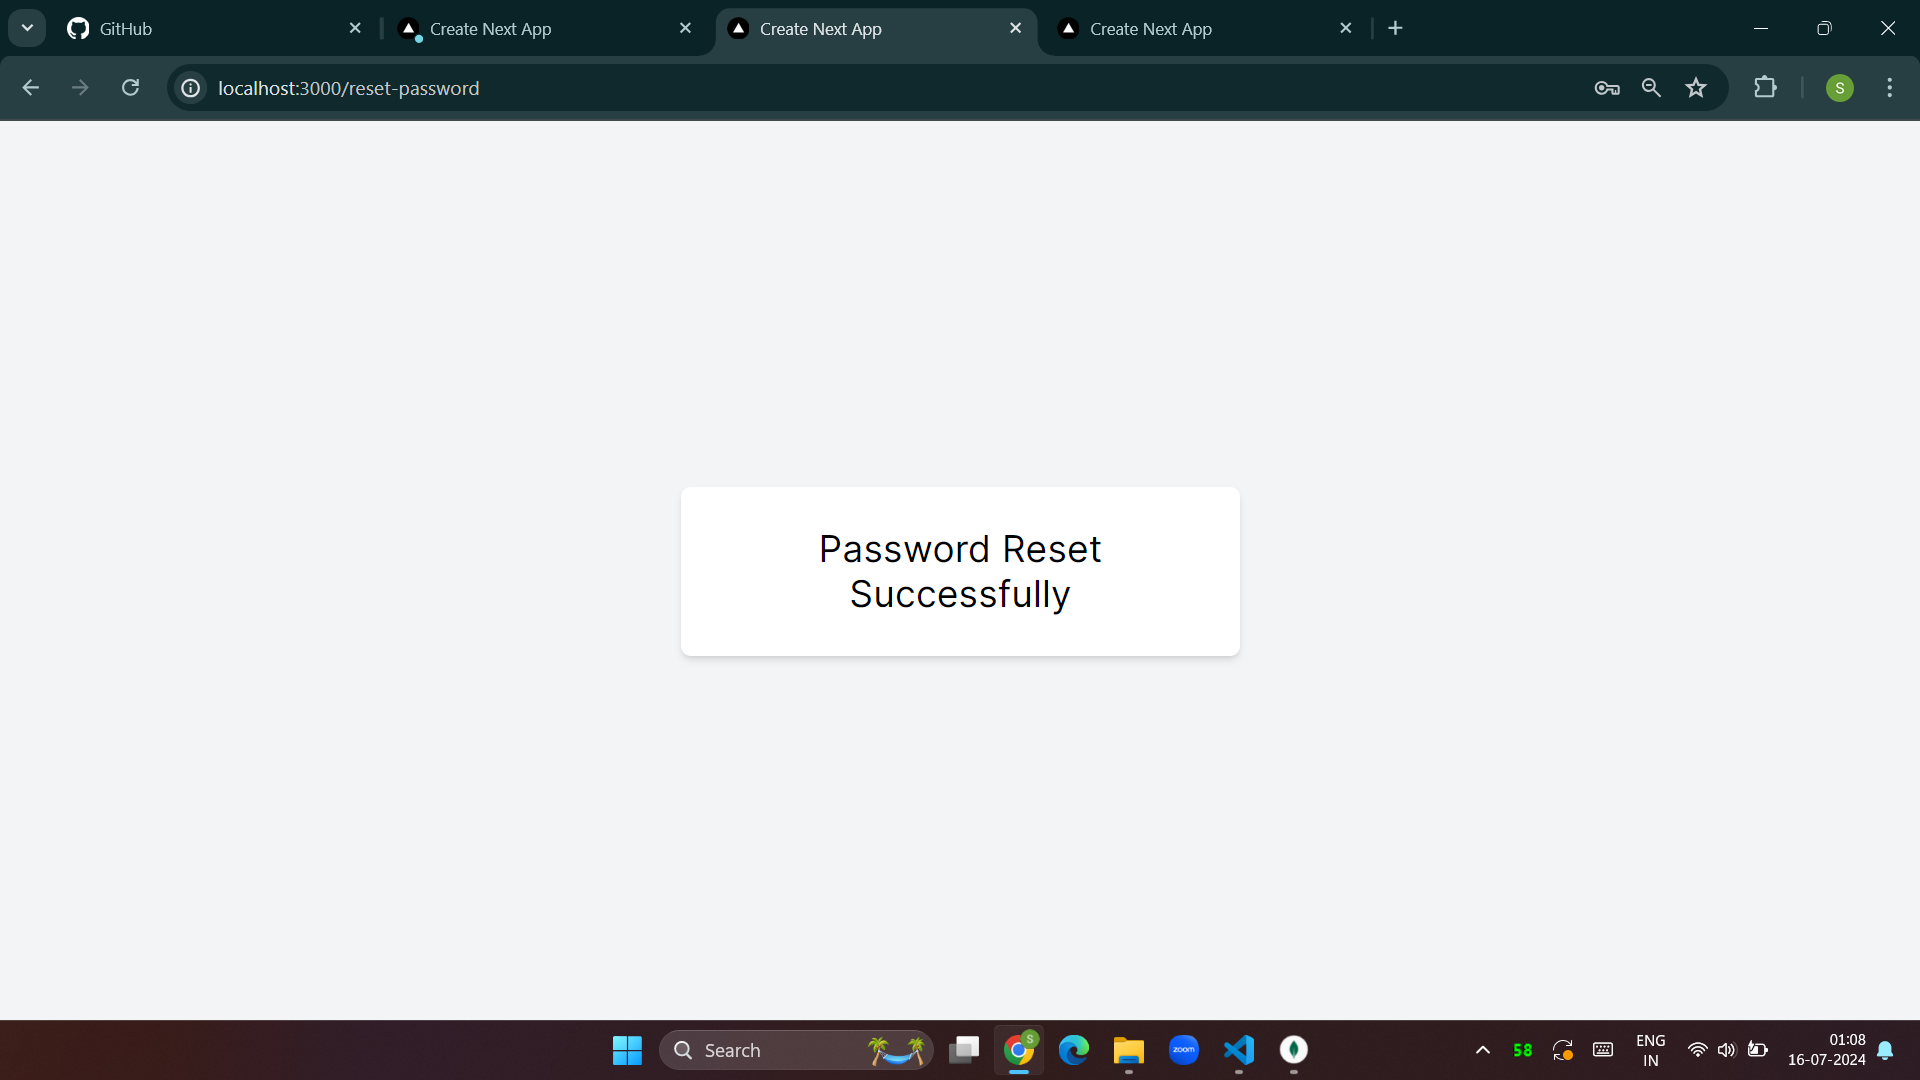 GitHub
Create Next App
Create Next App
Create Next App
localhost:3000/reset-password
S
Password Reset
Successfully
Search
S
zoom
58
ENG
IN
01:08
16-07-2024